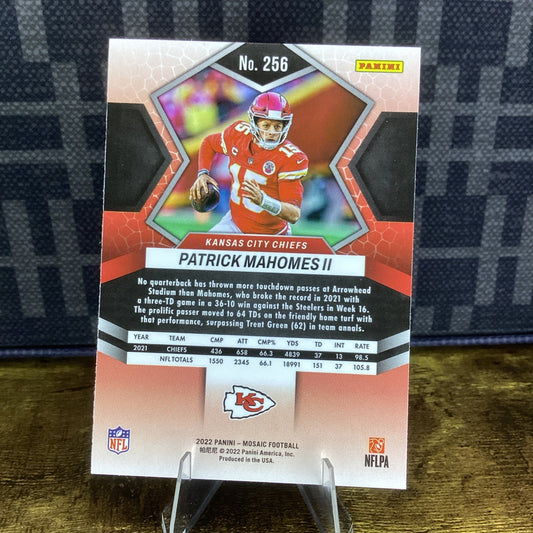 No. 256
PANINI
15
KANSAS CITY CHIEFS
PATRICK MAHOMES II
No quarterback has thrown more touchdown passes at Arrowhead
Stadium than Mahomes, who broke the record in 2021 with
a three-TD game in a 36-10 win against the Steelers in Week 16.
The prolific passer moved to 64 TDs on the friendly home turf with
that performance, surpassing Trent Green (62) in team annals.
YEAR TEAM CMP ATT CMP% YDS TD INT RTG
2021 CHIEFS 436 658 66.3 4839 37 13 98.5
NFL TOTALS 1550 2345 66.1 18991 151 37 105.8
KC
NFL
2022 PANINI – MOSAIC FOOTBALL
帕尼尼 © 2022 Panini America, Inc.
Produced in the USA.
NFLPA